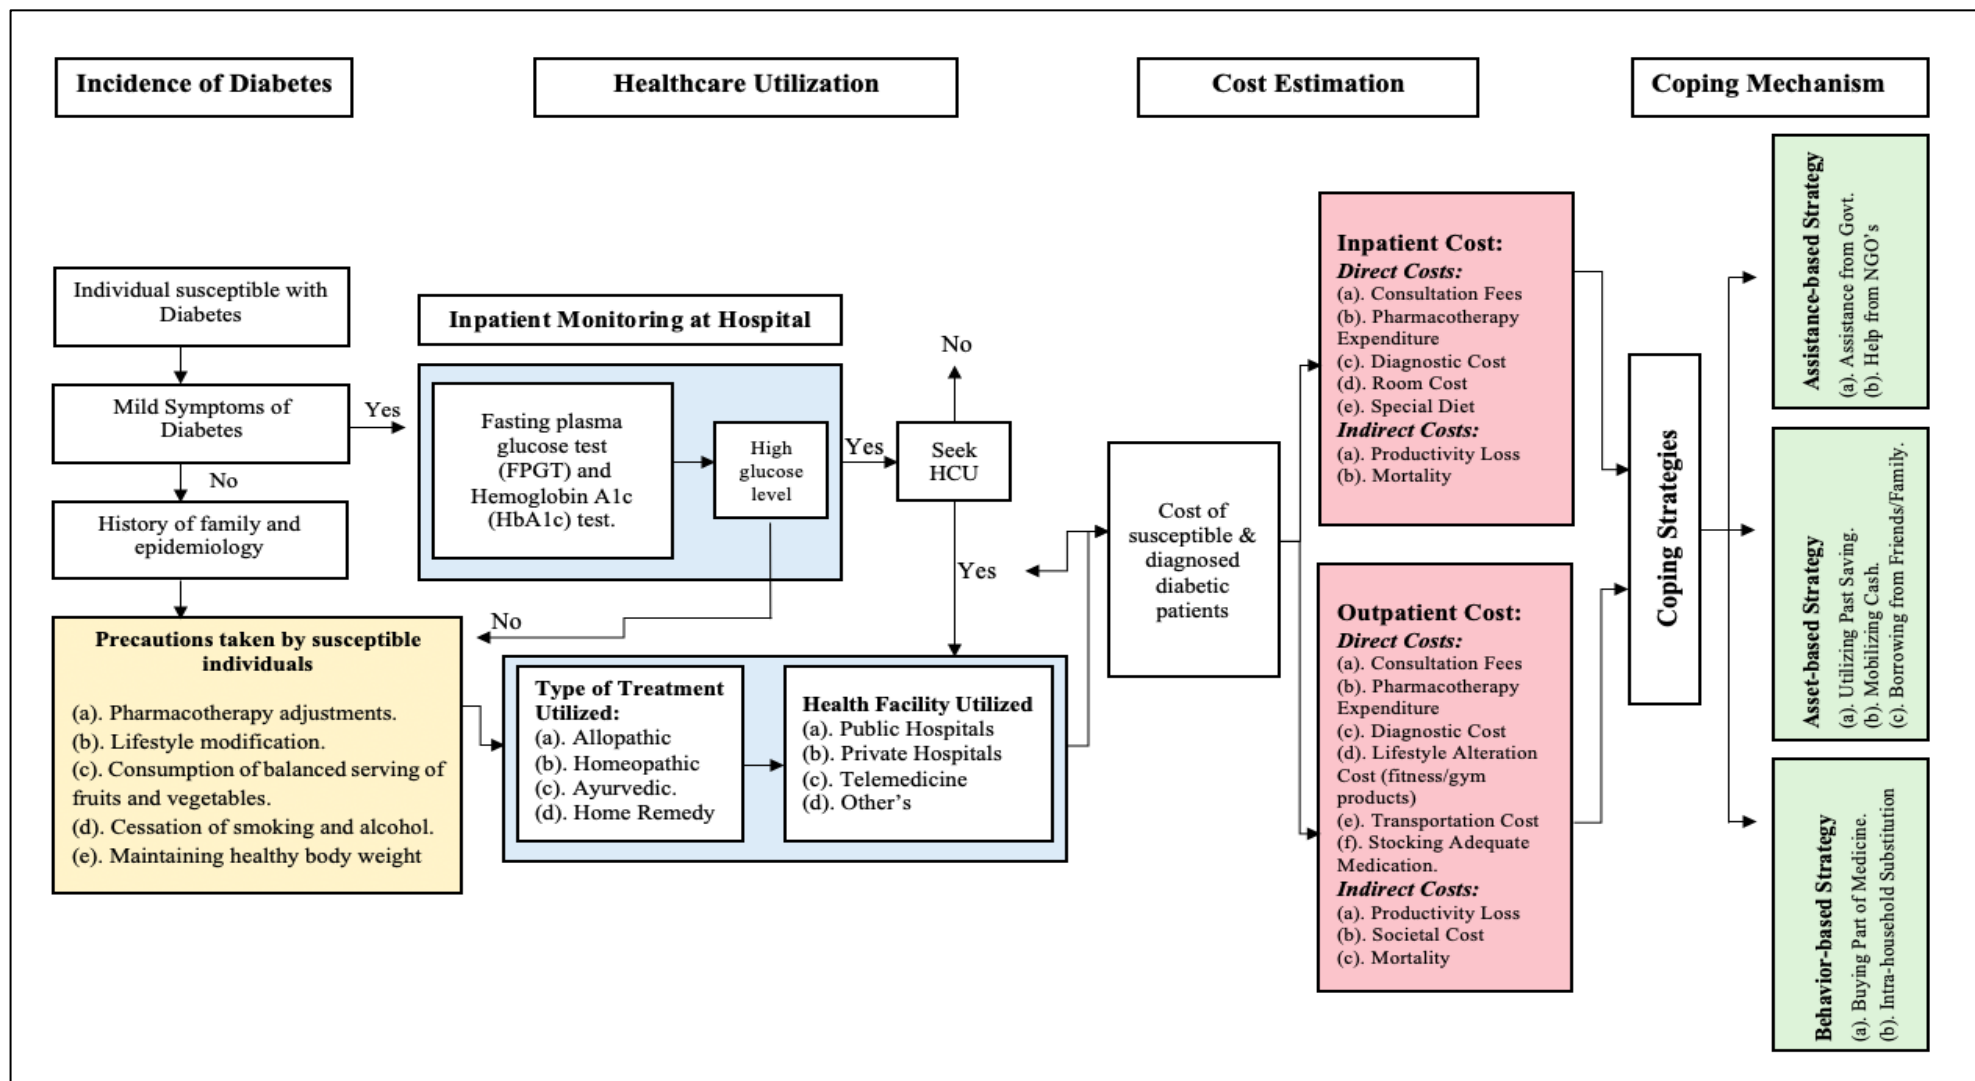 Incidence of Diabetes
Healthcare Utilization
Cost Estimation
Coping Mechanism
Individual susceptible with
Diabetes
Mild Symptoms of
Diabetes
Yes
No
History of family and
epidemiology
Precautions taken by susceptible
individuals
(a). Pharmacotherapy adjustments.
(b). Lifestyle modification.
(c). Consumption of balanced serving of
fruits and vegetables.
(d). Cessation of smoking and alcohol.
(e). Maintaining healthy body weight
Inpatient Monitoring at Hospital
Fasting plasma
glucose test
(FPGT) and
Hemoglobin A1c
(HbA1c) test.
High
glucose
level
Yes
No
Seek
HCU
No
Yes
Type of Treatment
Utilized:
(a). Allopathic
(b). Homeopathic
(c). Ayurvedic.
(d). Home Remedy
Health Facility Utilized
(a). Public Hospitals
(b). Private Hospitals
(c). Telemedicine
(d). Other's
Cost of
susceptible &
diagnosed
diabetic
patients
Inpatient Cost:
Direct Costs:
(a). Consultation Fees
(b). Pharmacotherapy
Expenditure
(c). Diagnostic Cost
(d). Room Cost
(e). Special Diet
Indirect Costs:
(a). Productivity Loss
(b). Mortality
Outpatient Cost:
Direct Costs:
(a). Consultation Fees
(b). Pharmacotherapy
Expenditure
(c). Diagnostic Cost
(d). Lifestyle Alteration
Cost (fitness/gym
products)
(e). Transportation Cost
(f). Stocking Adequate
Medication.
Indirect Costs:
(a). Productivity Loss
(b). Societal Cost
(c). Mortality
Coping Strategies
Assistance-based Strategy
(a). Assistance from Govt.
(b). Help from NGO's
Asset-based Strategy
(a). Utilizing Past Saving.
(b). Mobilizing Cash.
(c). Borrowing from Friends/Family.
Behavior-based Strategy
(a). Buying Part of Medicine.
(b). Intra-household Substitution